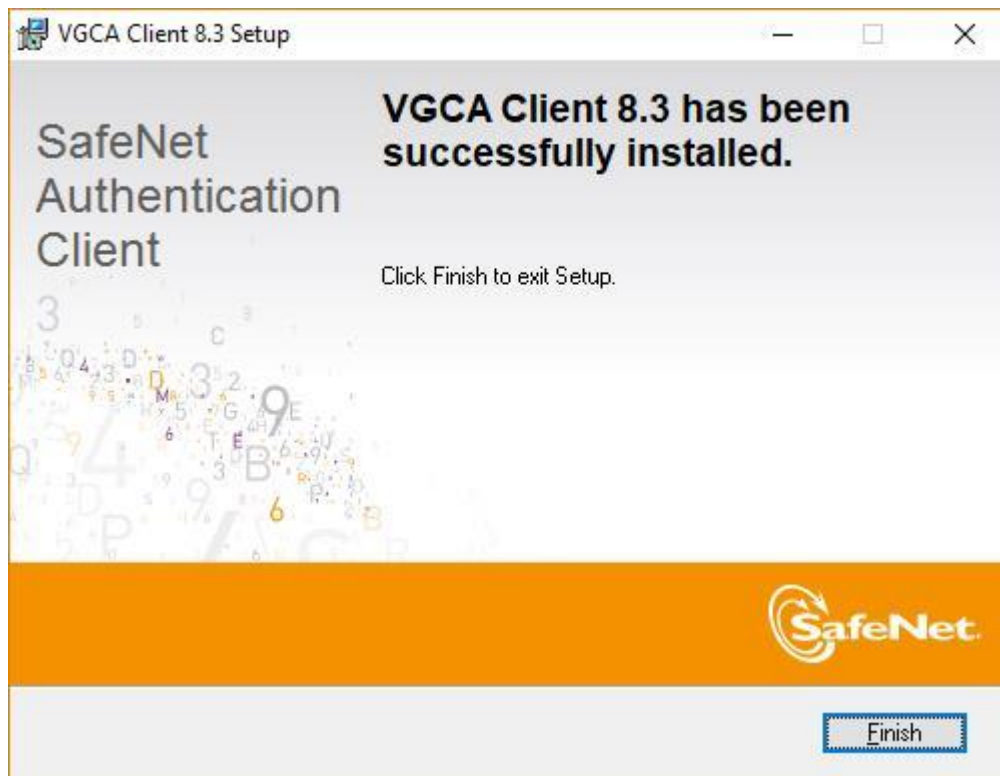 VGCA Client 8.3 Setup
SafeNet
Authentication
Client
VGCA Client 8.3 has been
successfully installed.
Click Finish to exit Setup.
SafeNet.
Finish